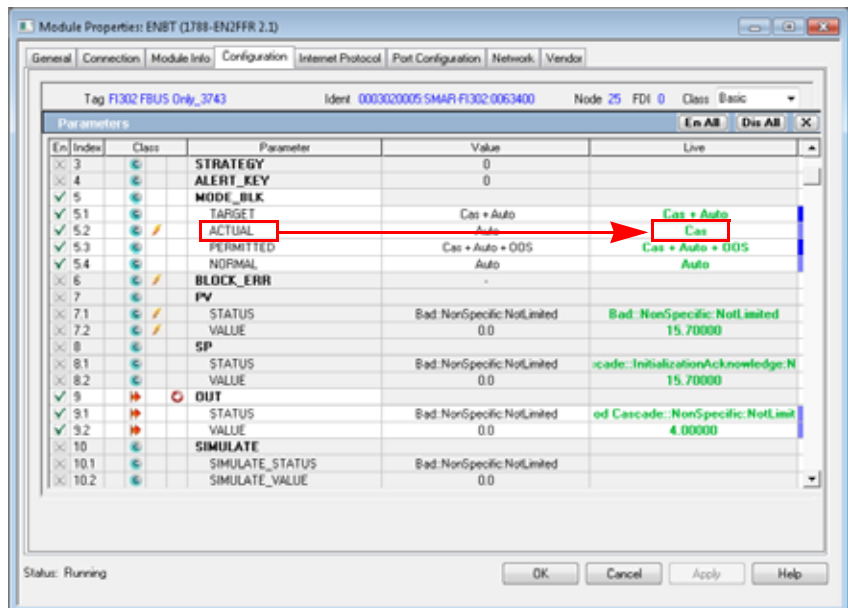 Module Properties: ENBT (1788-EN2FFR 2.1)
General Connection Module Info Configuration Internet Protocol Port Configuration Network Vendor
Tag FI302 FBUS Only_3743 Ident 0003020005:SMAR-FI302:0063400 Node 25 FDI 0 Class Basic
Parameters En All Dis All X
En Index Class Parameter Value Live
3 STRATEGY 0
4 ALERT_KEY 0
5 MODE_BLK
5.1 TARGET Cas + Auto Cas + Auto
5.2 ACTUAL Auto Cas
5.3 PERMITTED Cas + Auto + OOS Cas + Auto + OOS
5.4 NORMAL Auto Auto
6 BLOCK_ERR -
7 PV
7.1 STATUS Bad::NonSpecific:NotLimited Bad::NonSpecific:NotLimited
7.2 VALUE 0.0 15.70000
8 SP
8.1 STATUS Bad::NonSpecific:NotLimited :cade::InitializationAcknowledge:N
8.2 VALUE 0.0 15.70000
9 OUT
9.1 STATUS Bad::NonSpecific:NotLimited od Cascade::NonSpecific:NotLimit
9.2 VALUE 0.0 4.00000
10 SIMULATE
10.1 SIMULATE_STATUS Bad::NonSpecific:NotLimited
10.2 SIMULATE_VALUE 0.0
Status: Running OK Cancel Apply Help